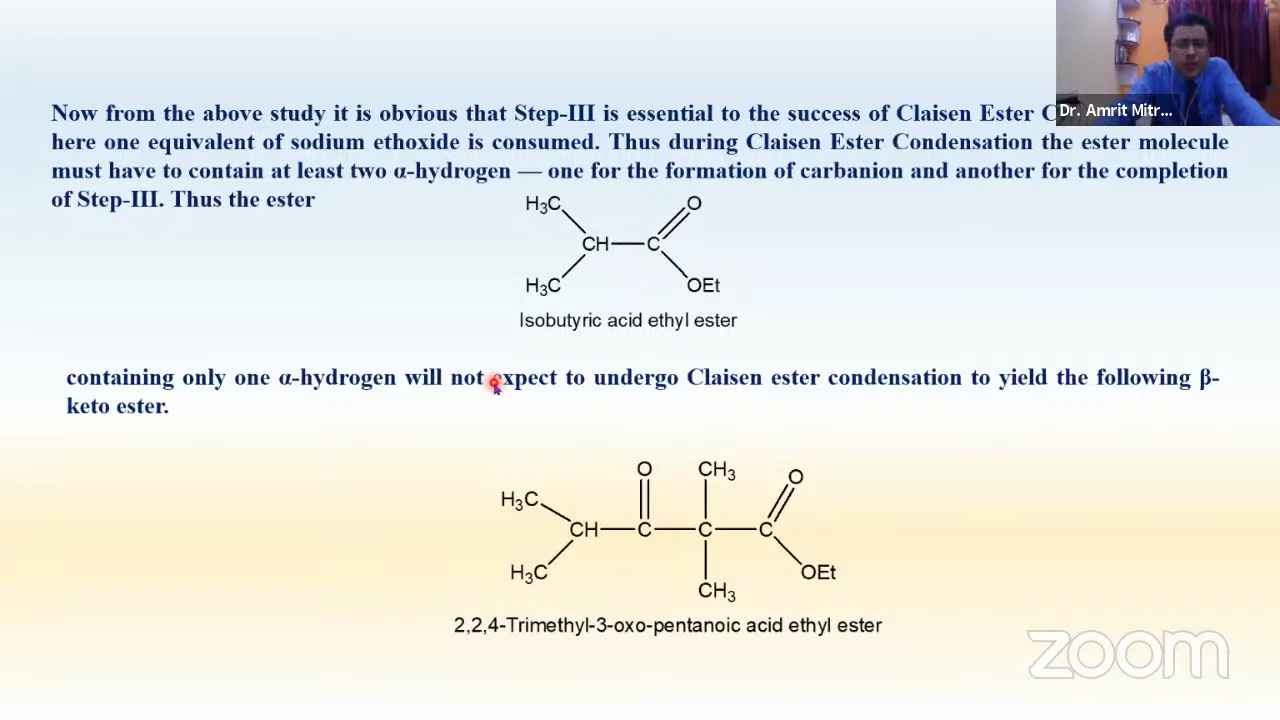 Dr. Amrit Mitr...
Now from the above study it is obvious that Step-III is essential to the success of Claisen Ester C
here one equivalent of sodium ethoxide is consumed. Thus during Claisen Ester Condensation the ester molecule
must have to contain at least two α-hydrogen — one for the formation of carbanion and another for the completion
of Step-III. Thus the ester
H₃C O
CH C
H₃C OEt
Isobutyric acid ethyl ester
containing only one α-hydrogen will not expect to undergo Claisen ester condensation to yield the following β-
keto ester.
O CH₃ O
H₃C
CH C C C
H₃C OEt
CH₃
2,2,4-Trimethyl-3-oxo-pentanoic acid ethyl ester
zoom